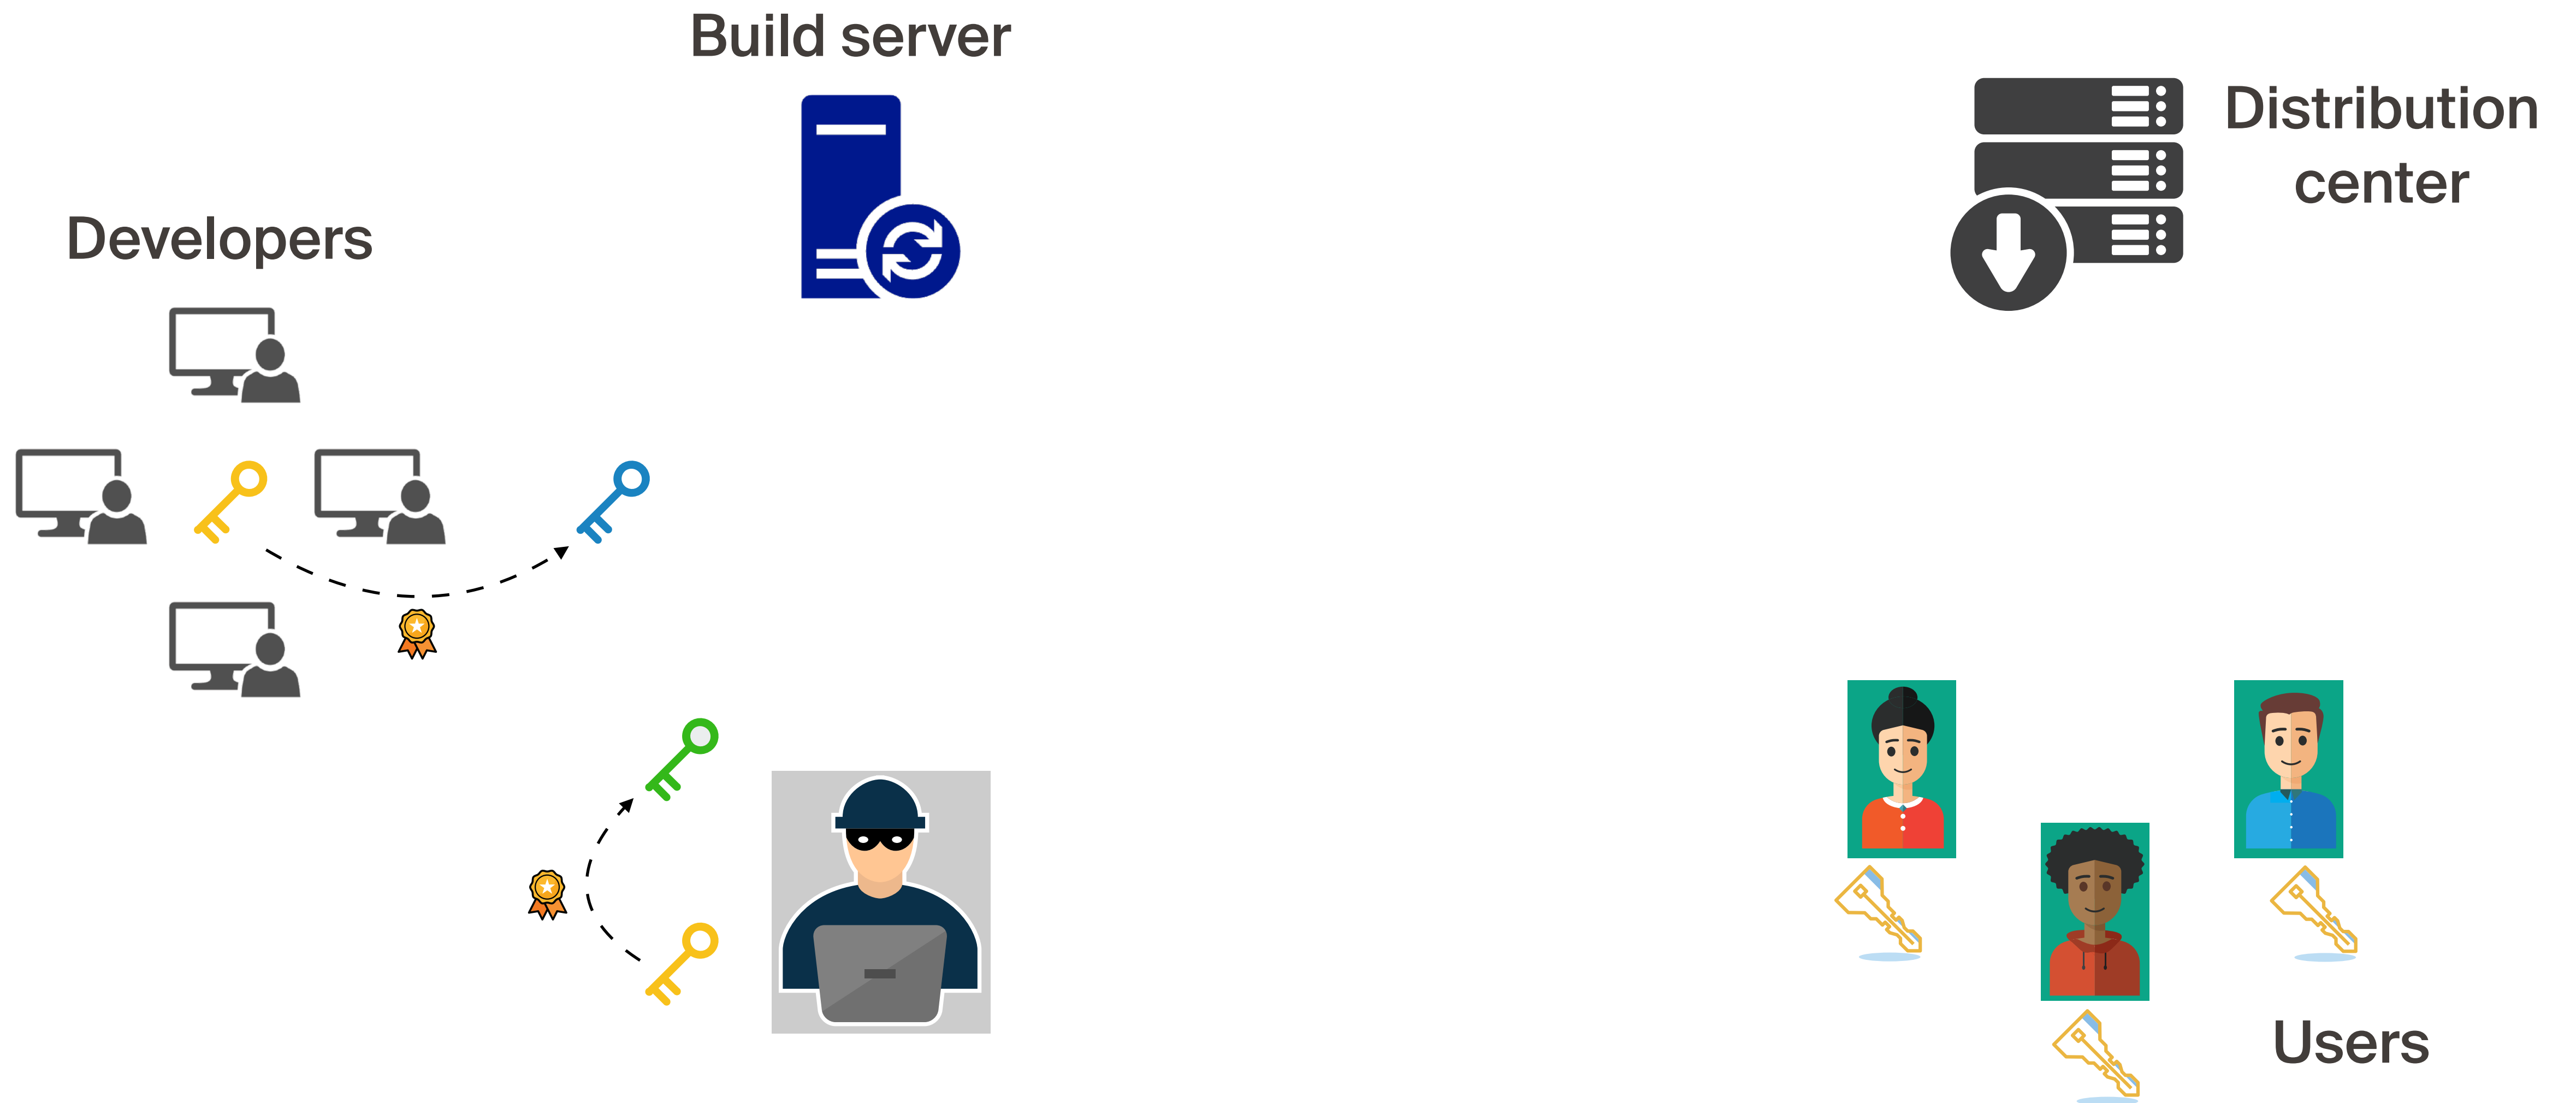 Build server
Distribution
center
Developers
Users